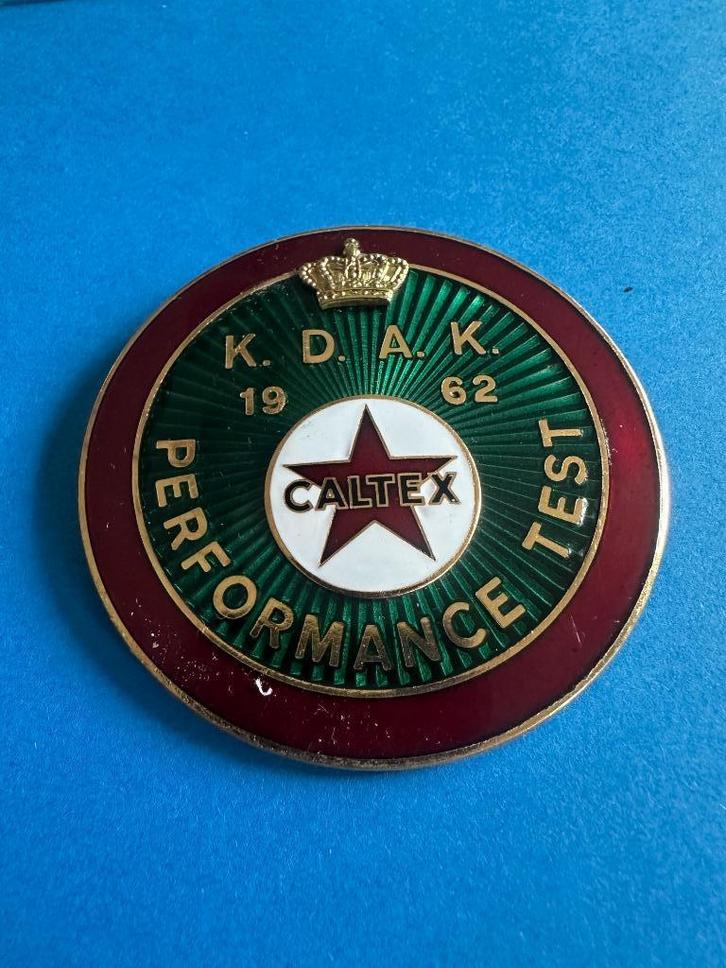 K. D. A. K.
19 62
CALTEX
PERFORMANCE TEST